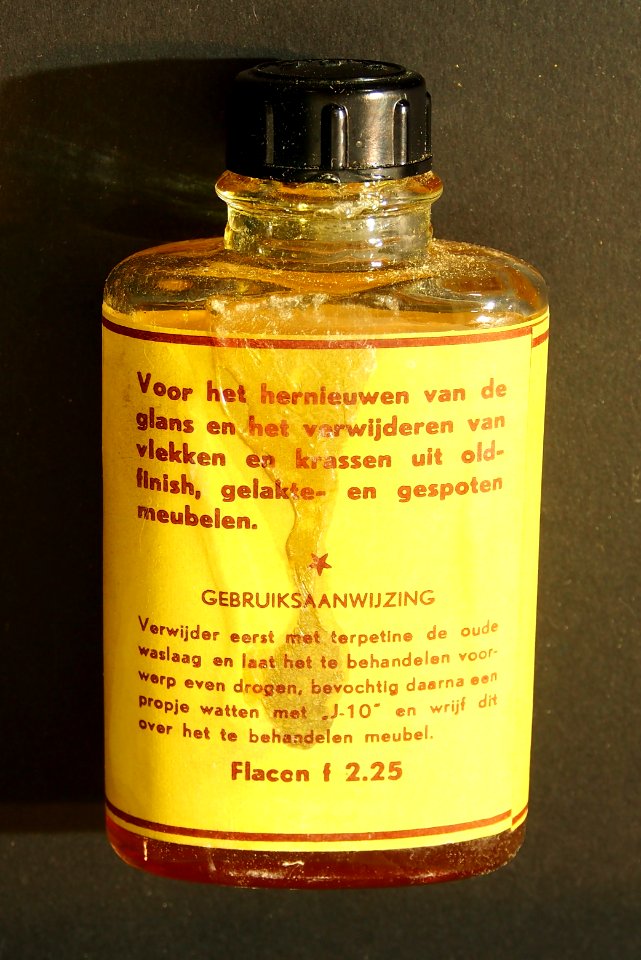 Voor het hernieuwen van de
glans en het verwijderen van
vlekken en krassen uit old-
finish, gelakte- en gespoten
meubelen.
GEBRUIKSAANWIJZING
Verwijder eerst met terpetine de oude
waslaag en laat het te behandelen voor-
werp even drogen, bevochtig daarna een
propje watten met „J-10" en wrijf dit
over het te behandelen meubel.
Flacon f 2.25